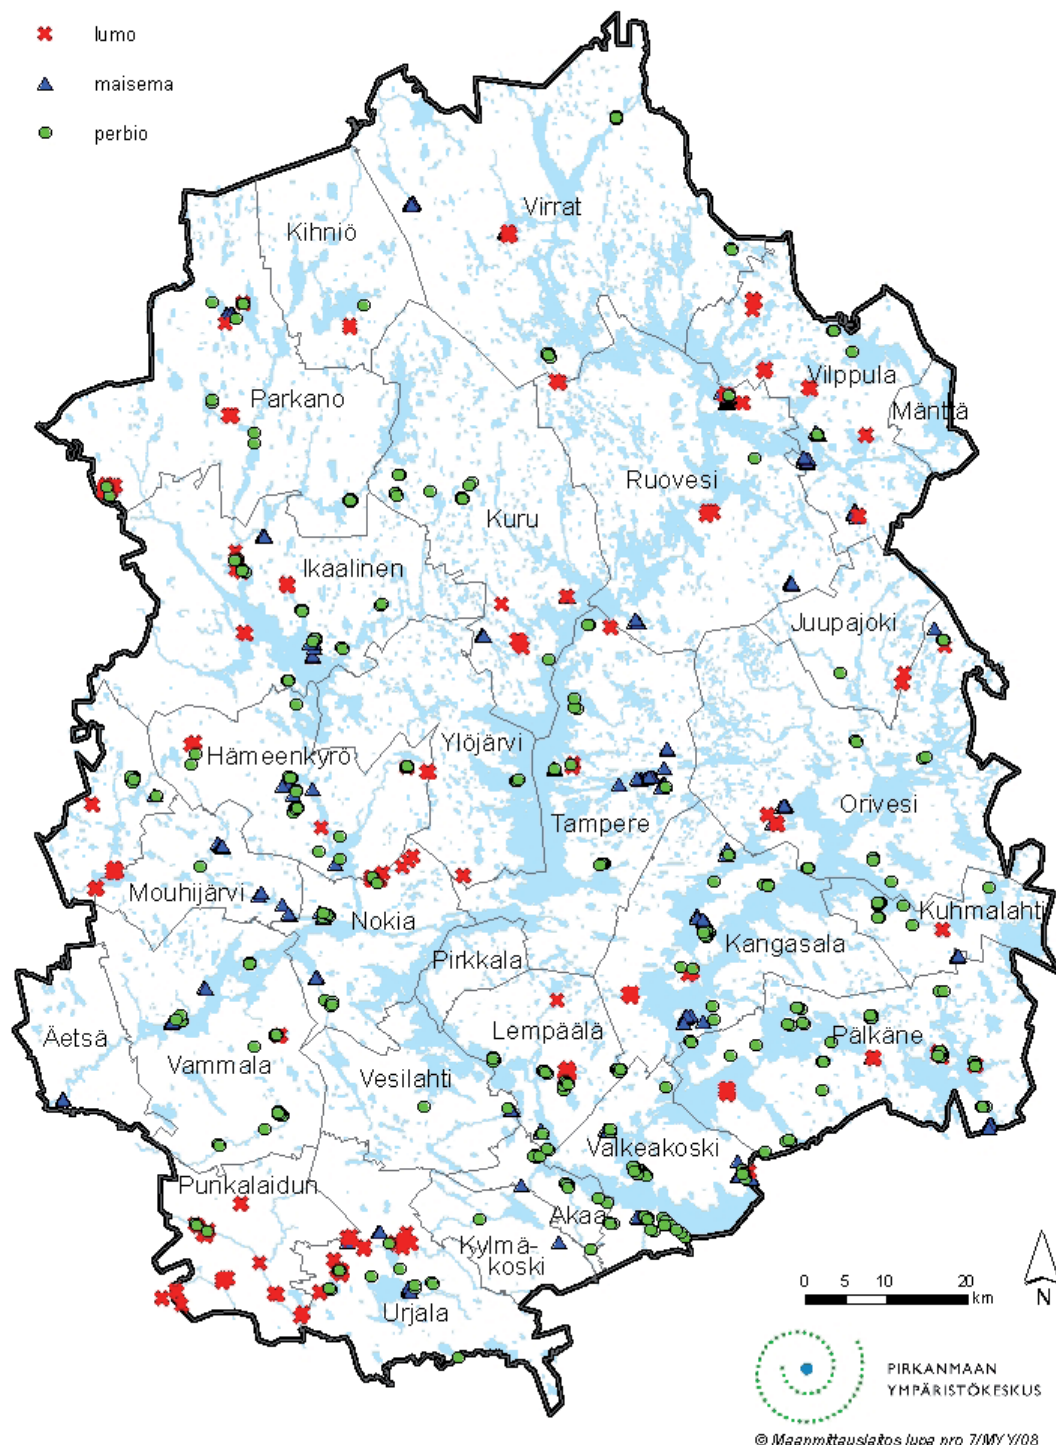 lumo
maisema
perbio
Virrat
Kihniö
Vilppula
Parkano
Mänttä
Ruovesi
Kuru
Ikaalinen
Juupajoki
Ylöjärvi
Hämeenkyrö
Orivesi
Tampere
Mouhijärvi
Kuhmalahti
Nokia
Kangasala
Pirkkala
Lempäälä
Äetsä
Pälkäne
Vammala
Vesilahti
Valkeakoski
Punkalaidun
Akaa
Kylmä-
koski
Urjala
0 5 10 20
km
N
PIRKANMAAN
YMPÄRISTÖKESKUS
© Maanmittauslaitos lupa nro 7/MYY/08